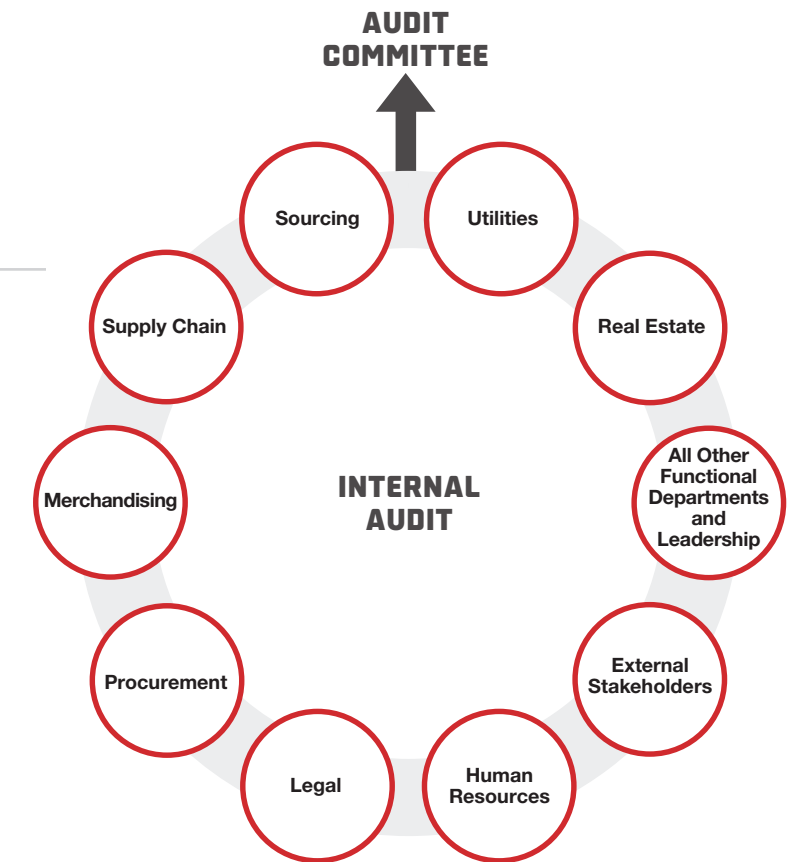 AUDIT
COMMITTEE
Sourcing
Utilities
Supply Chain
Real Estate
Merchandising
INTERNAL
AUDIT
All Other
Functional
Departments
and
Leadership
Procurement
External
Stakeholders
Legal
Human
Resources